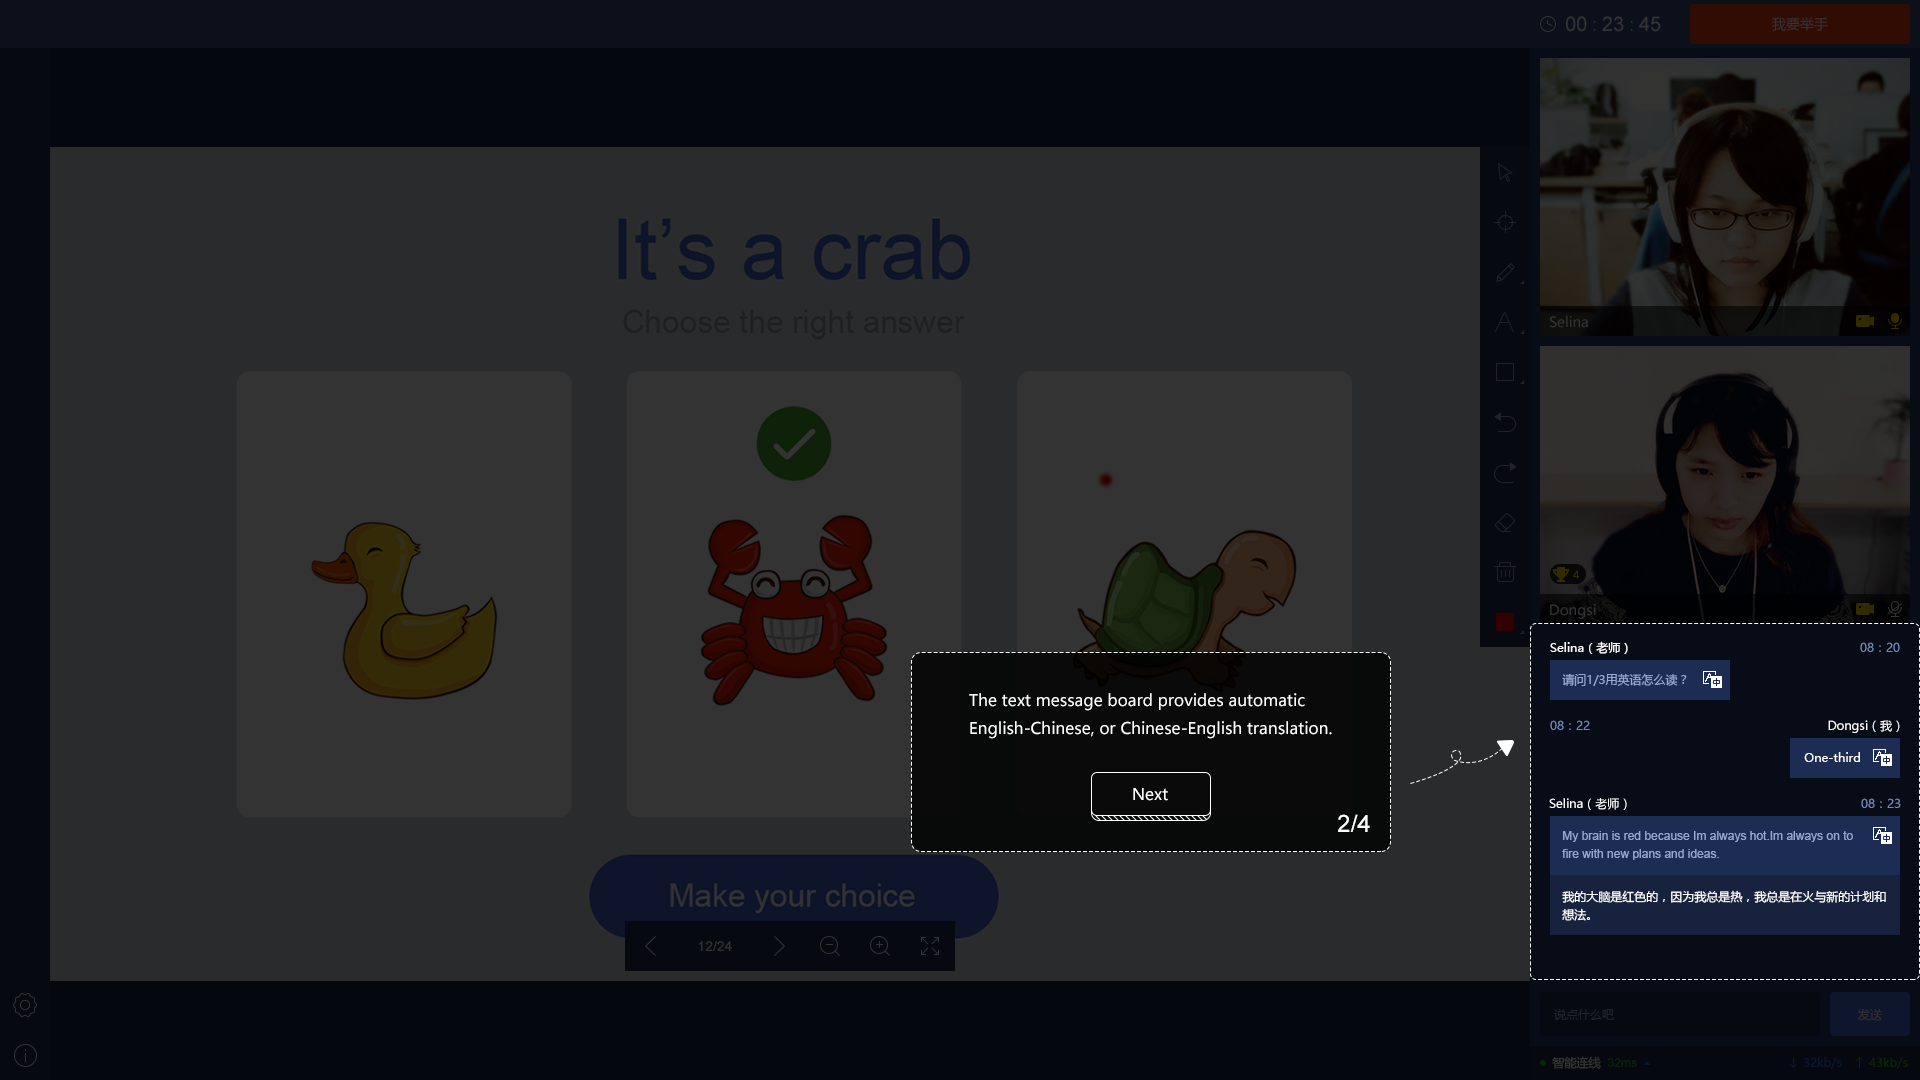 00 : 23 : 45
我要举手
It’s a crab
Choose the right answer
Make your choice
12/24
Selina
4
Dongsi
The text message board provides automatic
English-Chinese, or Chinese-English translation.
Next
2/4
Selina ( 老师 )
08 : 20
请问1/3用英语怎么读？
08 : 22
Dongsi ( 我 )
One-third
Selina ( 老师 )
08 : 23
My brain is red because Im always hot.Im always on to
fire with new plans and ideas.
我的大脑是红色的，因为我总是热，我总是在火与新的计划和
想法。
说点什么吧
发送
智能连线 32ms
↓ 32kb/s
↑ 43kb/s